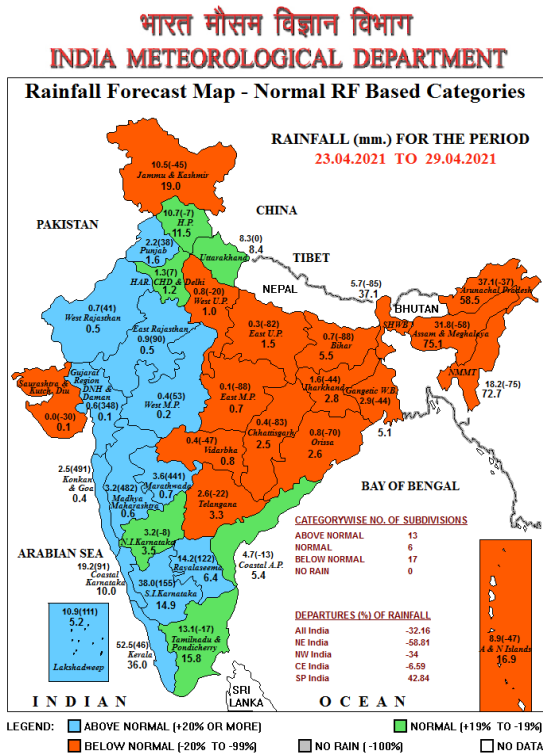 भारत मौसम विज्ञान विभाग
INDIA METEOROLOGICAL DEPARTMENT
Rainfall Forecast Map - Normal RF Based Categories
RAINFALL (mm.) FOR THE PERIOD
23.04.2021 TO 29.04.2021
10.5(-45)
Jammu & Kashmir
19.0
10.7(-7)
H.P.
11.5
CHINA
PAKISTAN
2.2(38)
Punjab
1.6
8.3(0)
8.4
Uttarakhand
TIBET
1.3(7)
HAR. CHD & Delhi
1.2
NEPAL
5.7(-85)
37.1
BHUTAN
37.1(-37)
Arunachal Pradesh
58.5
0.8(-20)
West U.P.
1.0
0.7(41)
West Rajasthan
0.5
East Rajasthan
0.9(90)
0.5
0.3(-82)
East U.P.
1.5
0.7(-88)
Bihar
5.5
SHWB
31.8(-58)
Assam & Meghalaya
75.1
NMMT
18.2(-75)
72.7
Saurashtra &
Kutch, Diu
0.0(-30)
0.1
Gujarat
Region
DNH &
Daman
0.6(348)
0.1
0.4(53)
West M.P.
0.2
0.1(-88)
East M.P.
0.7
1.6(-44)
Jharkhand
2.8
Gangetic W.B.
2.9(-44)
5.1
0.4(-83)
Chhattisgarh
2.5
0.8(-70)
Orissa
2.6
0.4(-47)
Vidarbha
0.8
2.5(491)
Konkan
& Goa
0.4
3.2(482)
Madhya
Maharashtra
0.6
3.6(441)
Marathwada
0.7
2.6(-22)
Telangana
3.3
BAY OF BENGAL
3.2(-8)
N.I.Karnataka
3.5
ARABIAN SEA
19.2(91)
Coastal
Karnataka
10.0
14.2(122)
Rayalaseema
6.4
4.7(-13)
Coastal A.P.
5.4
38.0(155)
S.I.Karnataka
14.9
10.9(111)
5.2
Lakshadweep
52.5(46)
Kerala
36.0
13.1(-17)
Tamilnadu &
Pondicherry
15.8
CATEGORYWISE NO. OF SUBDIVISIONS
ABOVE NORMAL 13
NORMAL 6
BELOW NORMAL 17
NO RAIN 0
DEPARTURES (%) OF RAINFALL
All India -32.16
NE India -58.81
NW India -34
CE India -6.59
SP India 42.84
8.9(-47)
A & N Islands
16.9
SRI
LANKA
INDIAN OCEAN
LEGEND: ABOVE NORMAL (+20% OR MORE) NORMAL (+19% TO -19%)
BELOW NORMAL (-20% TO -99%) NO RAIN (-100%) NO DATA